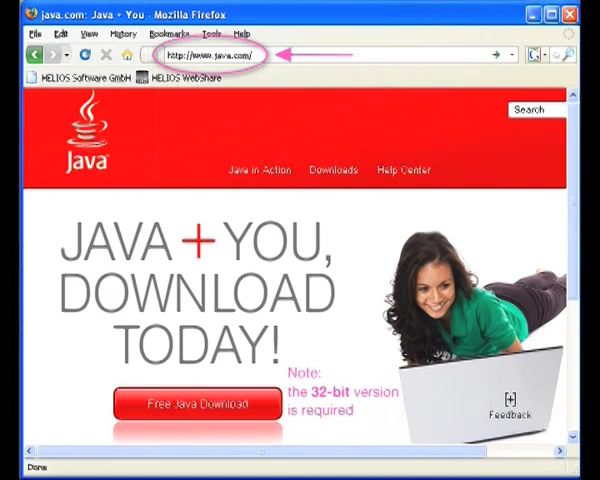 java.com: Java + You - Mozilla Firefox
File Edit View History Bookmarks Tools Help
http://www.java.com/
HELIOS Software GmbH HELIOS WebShare
Search
Java
Java in Action Downloads Help Center
JAVA + YOU,
DOWNLOAD
TODAY!
Note:
the 32-bit version
is required
Free Java Download
[+]
Feedback
Done